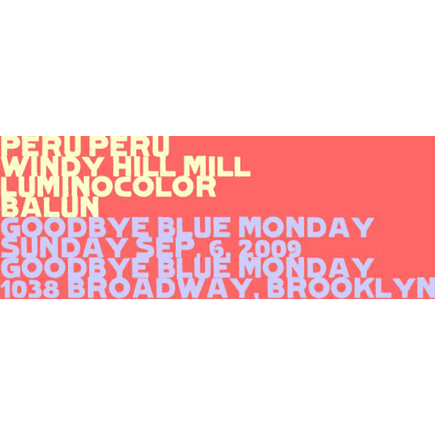 PERU PERU
WINDY HILL MILL
LUMINOCOLOR
BALUN
GOODBYE BLUE MONDAY
SUNDAY SEP. 6, 2009
GOODBYE BLUE MONDAY
1038 BROADWAY, BROOKLYN